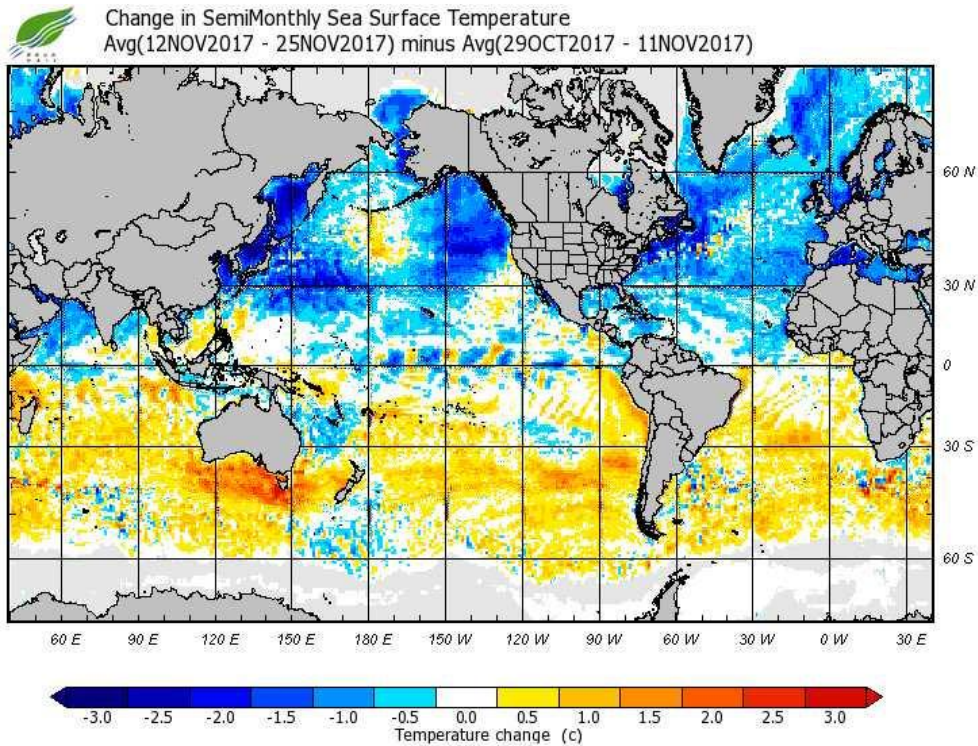 Change in SemiMonthly Sea Surface Temperature
Avg(12NOV2017 - 25NOV2017) minus Avg(29OCT2017 - 11NOV2017)
60 N
30 N
0
30 S
60 S
60 E 90 E 120 E 150 E 180 E 150 W 120 W 90 W 60 W 30 W 0 W 30 E
-3.0 -2.5 -2.0 -1.5 -1.0 -0.5 0.0 0.5 1.0 1.5 2.0 2.5 3.0
Temperature change (c)